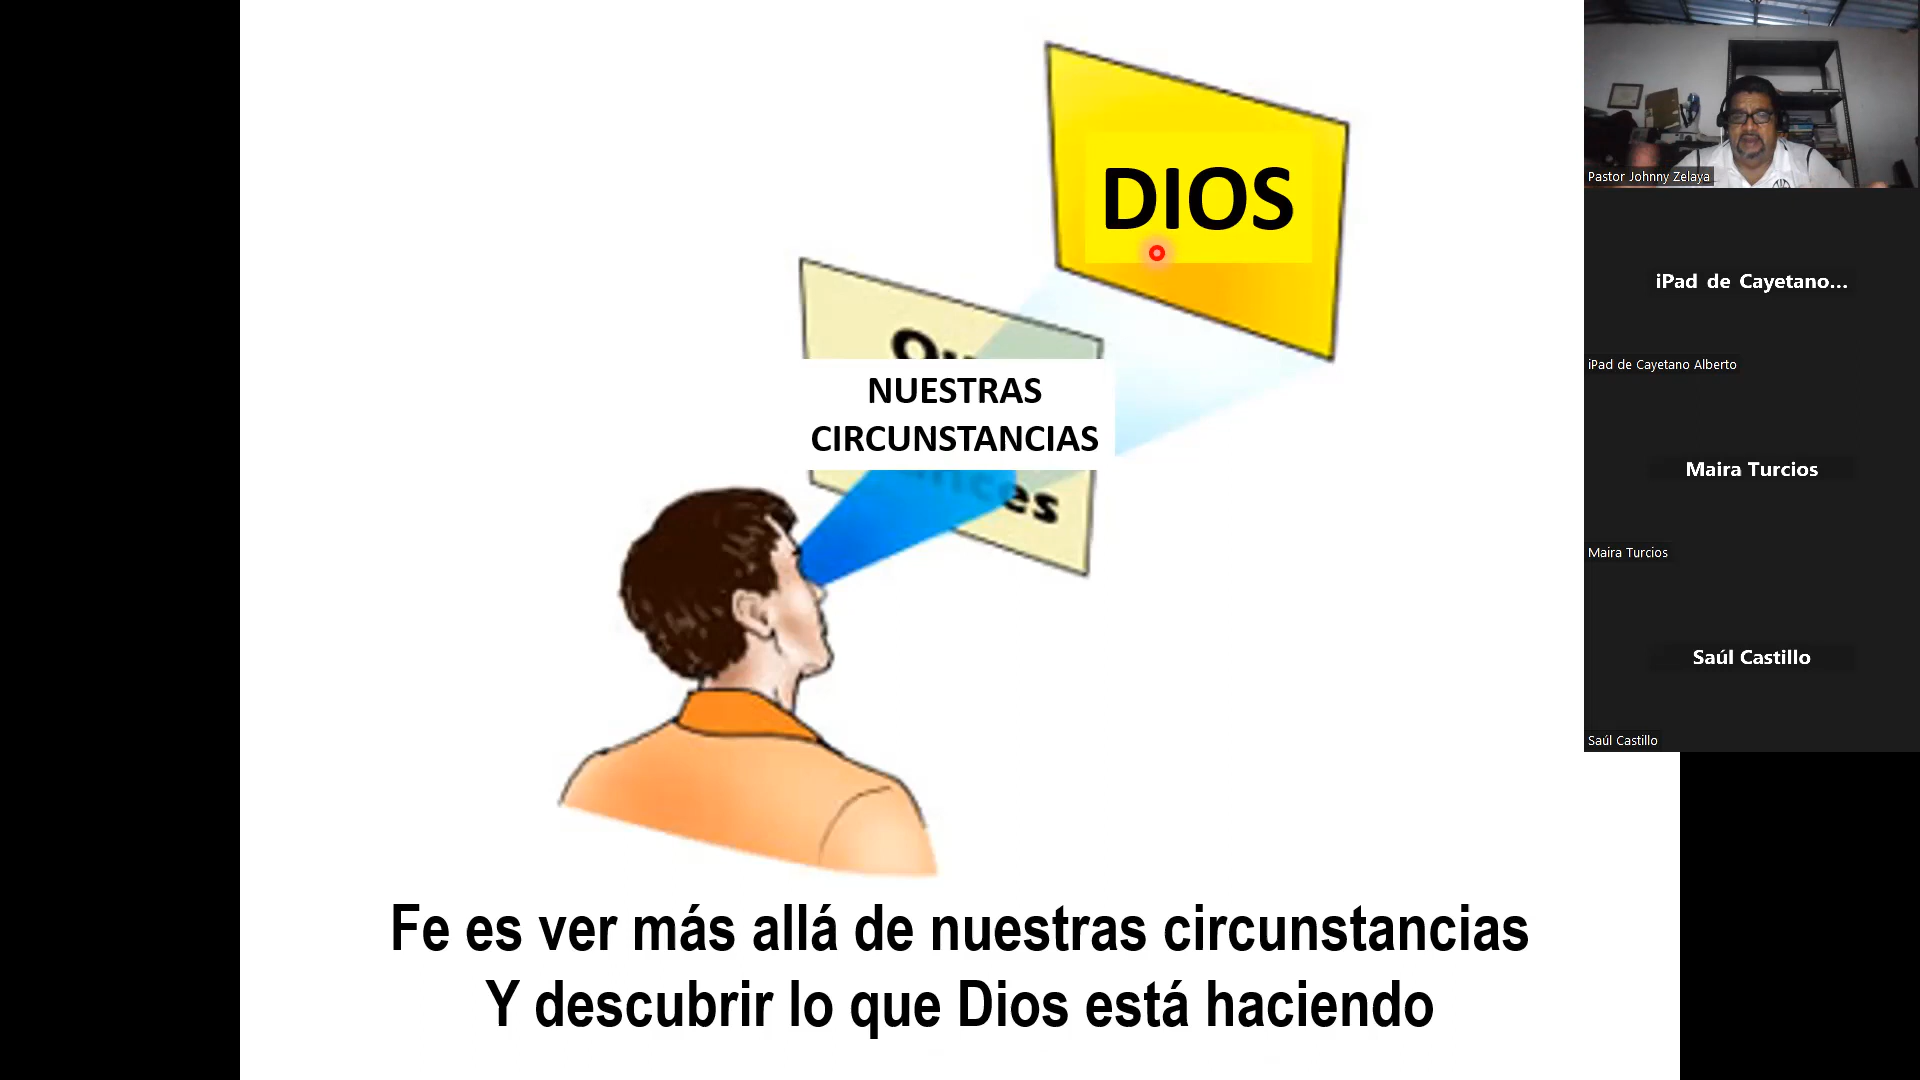 DIOS
NUESTRAS
CIRCUNSTANCIAS
Fe es ver más allá de nuestras circunstancias
Y descubrir lo que Dios está haciendo
Pastor Johnny Zelaya
iPad de Cayetano...
iPad de Cayetano Alberto
Maira Turcios
Maira Turcios
Saúl Castillo
Saúl Castillo